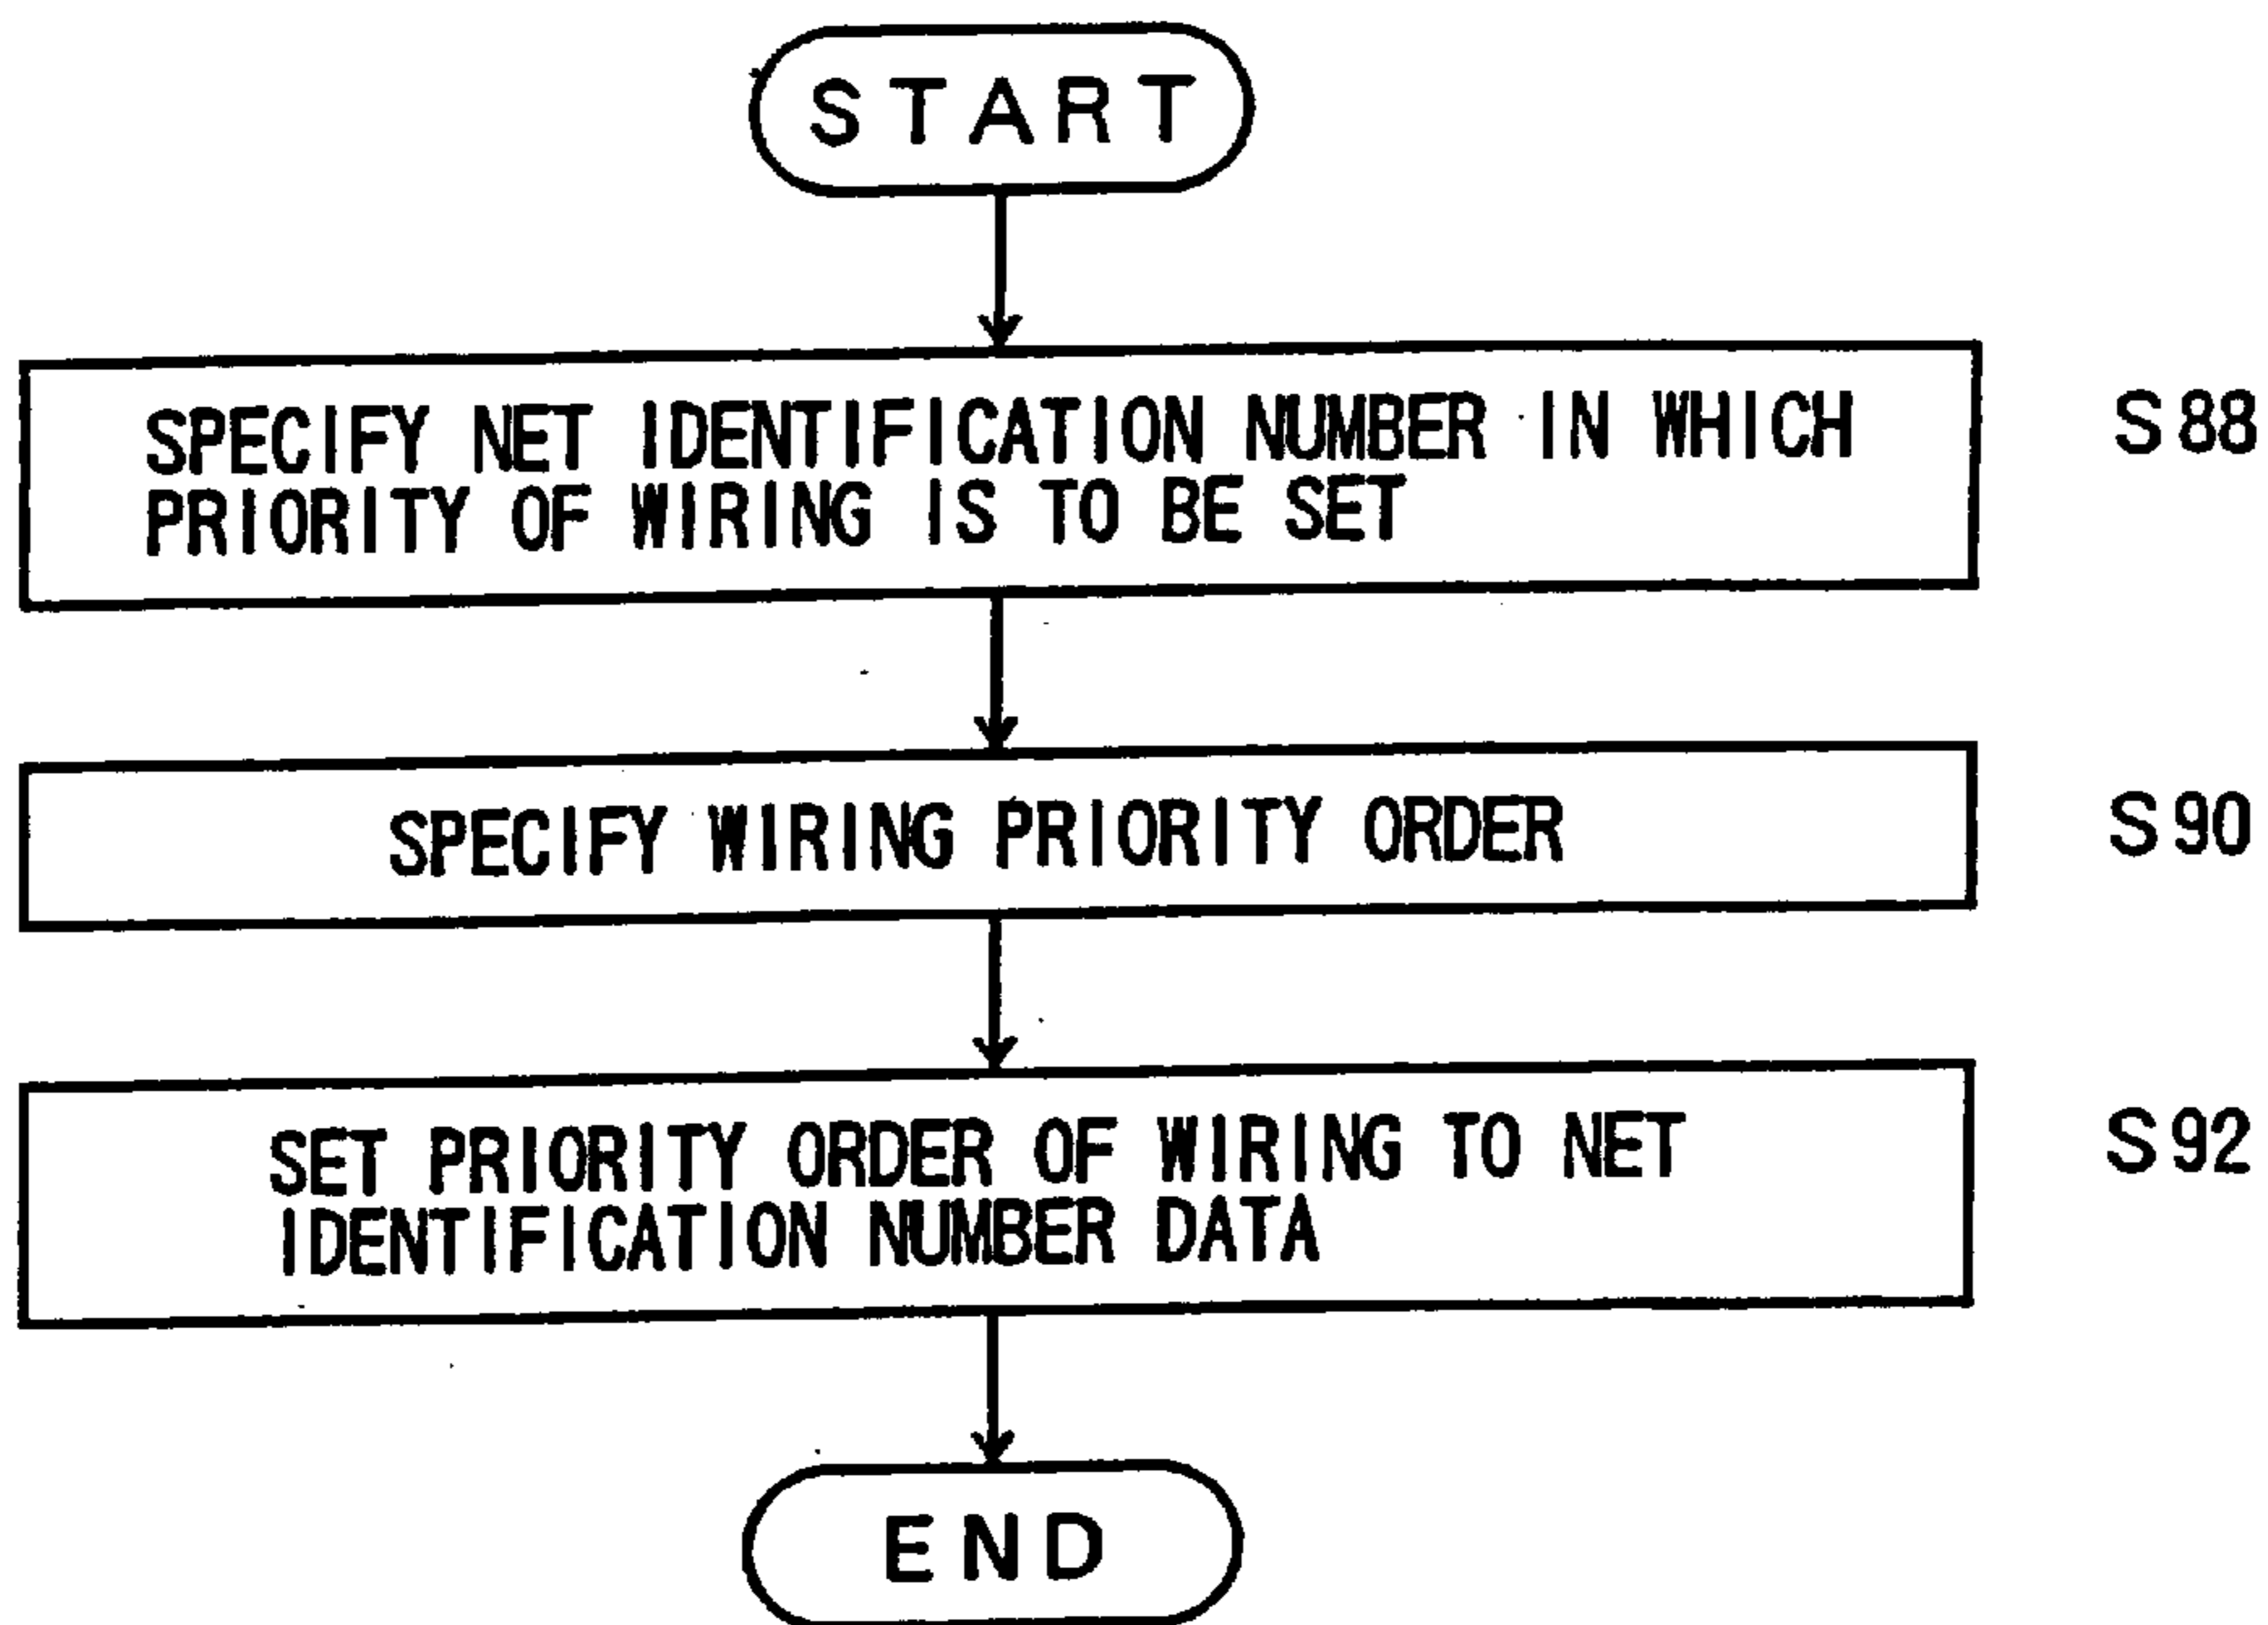 START
SPECIFY NET IDENTIFICATION NUMBER IN WHICH
PRIORITY OF WIRING IS TO BE SET
S88
SPECIFY WIRING PRIORITY ORDER
S90
SET PRIORITY ORDER OF WIRING TO NET
IDENTIFICATION NUMBER DATA
S92
END